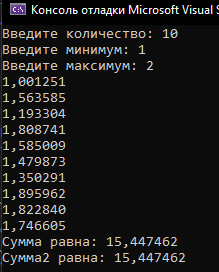 Консоль отладки Microsoft Visual S
Введите количество: 10
Введите минимум: 1
Введите максимум: 2
1,001251
1,563585
1,193304
1,808741
1,585009
1,479873
1,350291
1,895962
1,822840
1,746605
Сумма равна: 15,447462
Сумма2 равна: 15,447462